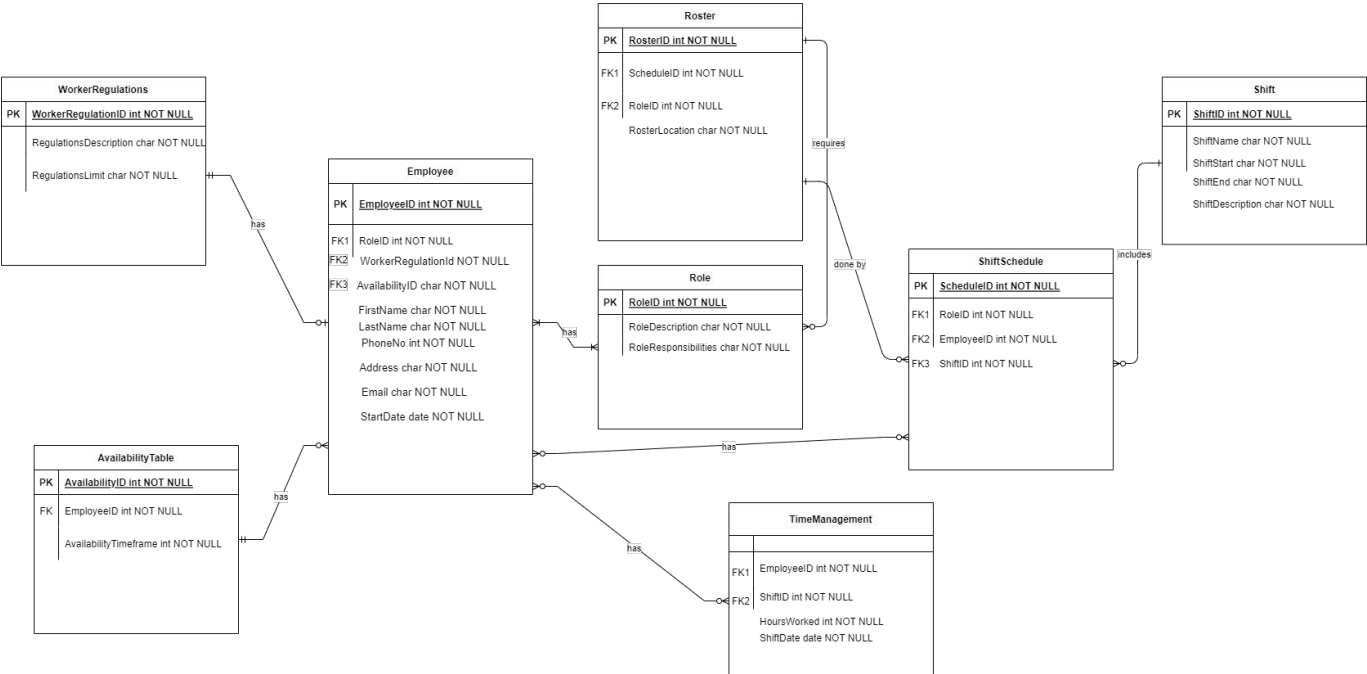 Roster
PK RosterID int NOT NULL
FK1 ScheduleID int NOT NULL
FK2 RoleID int NOT NULL
RosterLocation char NOT NULL
WorkerRegulations
PK WorkerRegulationID int NOT NULL
RegulationsDescription char NOT NULL
RegulationsLimit char NOT NULL
Shift
PK ShiftID int NOT NULL
ShiftName char NOT NULL
ShiftStart char NOT NULL
ShiftEnd char NOT NULL
ShiftDescription char NOT NULL
requires
Employee
PK EmployeeID int NOT NULL
FK1 RoleID int NOT NULL
FK2 WorkerRegulationId NOT NULL
FK3 AvailabilityID char NOT NULL
FirstName char NOT NULL
LastName char NOT NULL
PhoneNo int NOT NULL
Address char NOT NULL
Email char NOT NULL
StartDate date NOT NULL
has
done by
includes
Role
PK RoleID int NOT NULL
RoleDescription char NOT NULL
RoleResponsibilities char NOT NULL
has
ShiftSchedule
PK ScheduleID int NOT NULL
FK1 RoleID int NOT NULL
FK2 EmployeeID int NOT NULL
FK3 ShiftID int NOT NULL
has
AvailabilityTable
PK AvailabilityID int NOT NULL
FK EmployeeID int NOT NULL
AvailabilityTimeframe int NOT NULL
has
has
TimeManagement
FK1 EmployeeID int NOT NULL
FK2 ShiftID int NOT NULL
HoursWorked int NOT NULL
ShiftDate date NOT NULL